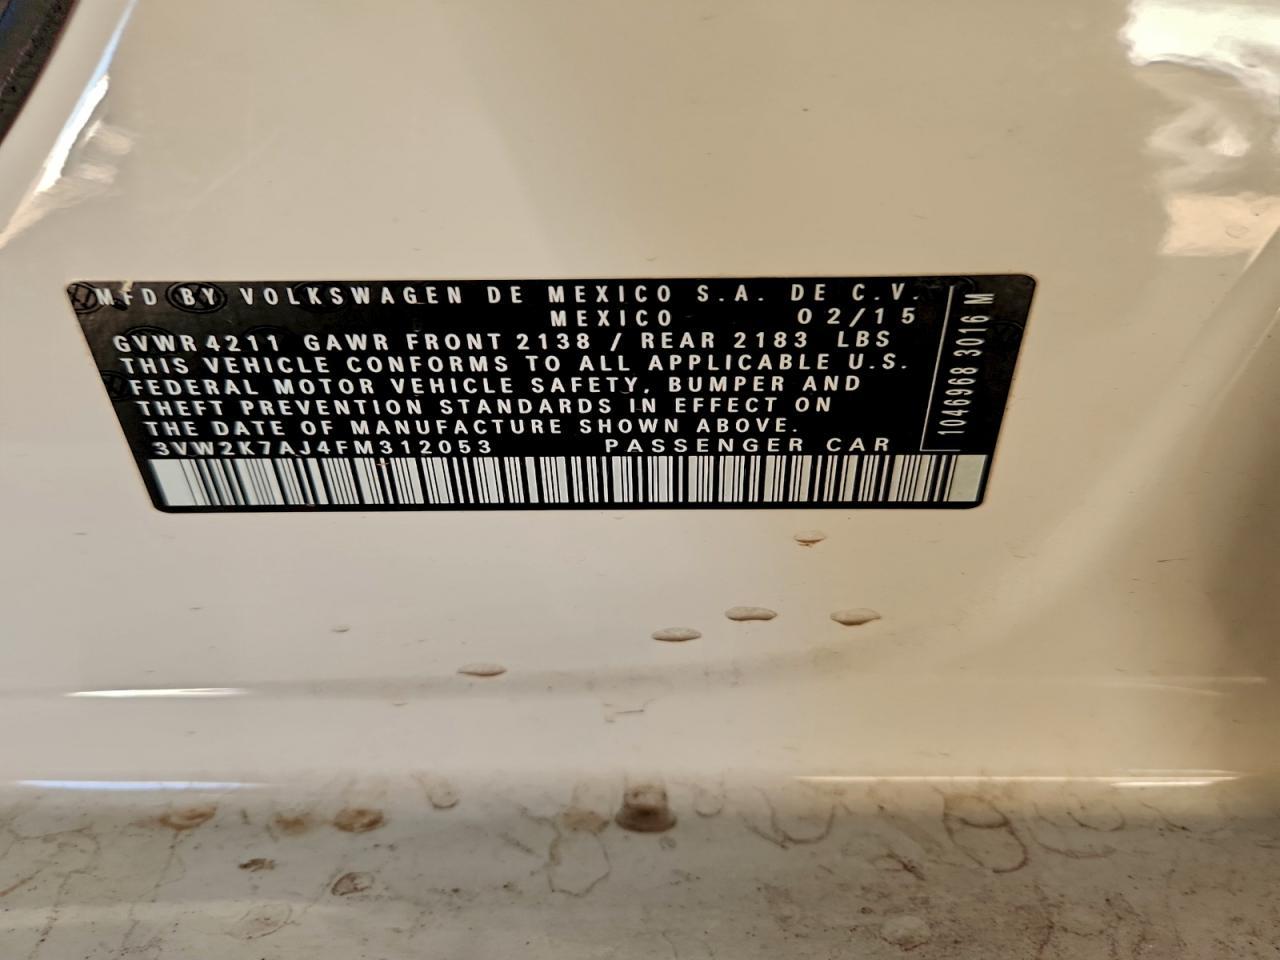 MFD BY VOLKSWAGEN DE MEXICO S.A. DE C.V.
MEXICO 02/15
GVWR 4211 GAWR FRONT 2138 / REAR 2183 LBS
THIS VEHICLE CONFORMS TO ALL APPLICABLE U.S.
FEDERAL MOTOR VEHICLE SAFETY, BUMPER AND
THEFT PREVENTION STANDARDS IN EFFECT ON
THE DATE OF MANUFACTURE SHOWN ABOVE.
3VW2K7AJ4FM312053 PASSENGER CAR
1046968 3016 M